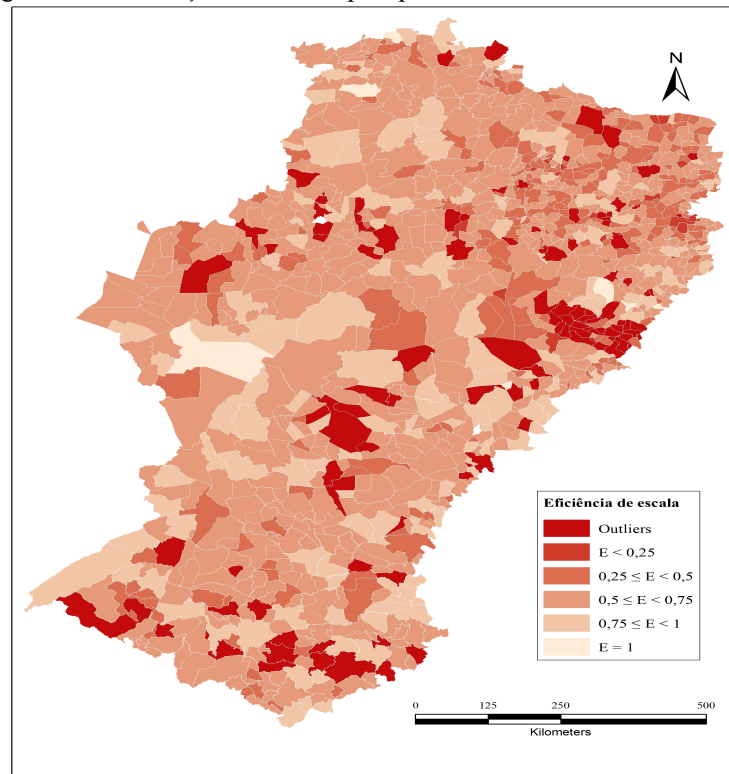 N
Eficiência de escala
Outliers
E < 0,25
0,25 ≤ E < 0,5
0,5 ≤ E < 0,75
0,75 ≤ E < 1
E = 1
0 125 250 500
Kilometers